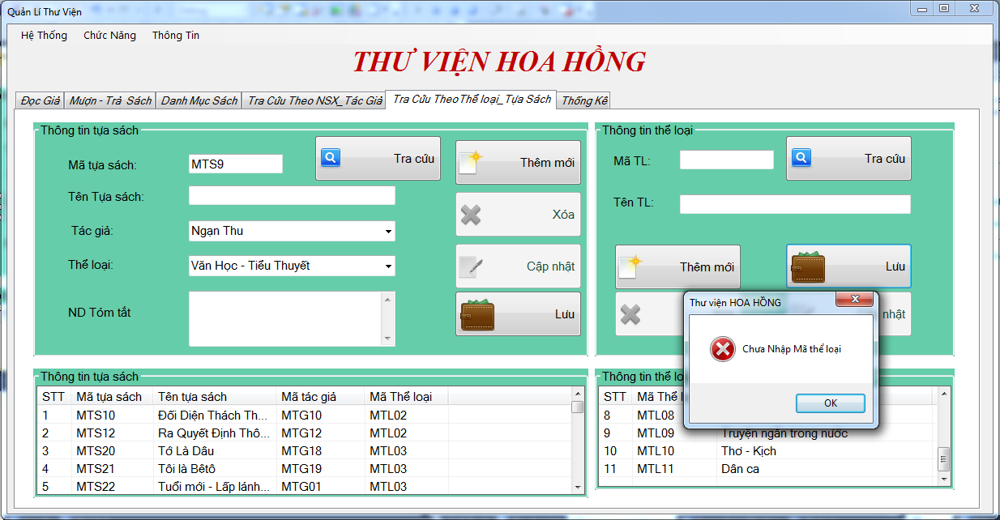 Quản Lí Thư Viện
Hệ Thống Chức Năng Thông Tin
THƯ VIỆN HOA HỒNG
Đọc Giả Mượn - Trả Sách Danh Mục Sách Tra Cứu Theo NSX_Tác Giả Tra Cứu TheoThể loại_Tựa Sách Thống Kê
Thông tin tựa sách
Mã tựa sách: MTS9 Tra cứu Thêm mới
Tên Tựa sách:
Tác giả: Ngạn Thu Xóa
Thể loại: Văn Học - Tiểu Thuyết Cập nhật
ND Tóm tắt Lưu
Thông tin thể loại
Mã TL: Tra cứu
Tên TL:
Thêm mới Lưu
nhật
Thư viện HOA HỒNG
Chưa Nhập Mã thể loại
OK
Thông tin tựa sách
STT Mã tựa sách Tên tựa sách Mã tác giả Mã Thể loại
1 MTS10 Đối Diện Thách Th... MTG10 MTL02
2 MTS12 Ra Quyết Định Thô... MTG12 MTL02
3 MTS20 Tớ Là Dâu MTG18 MTL03
4 MTS21 Tôi là Bêtô MTG19 MTL03
5 MTS22 Tuổi mới - Lấp lánh... MTG01 MTL03
Thông tin thể lo
STT Mã Thể l
8 MTL08
9 MTL09 Truyện ngắn trong nước
10 MTL10 Thơ - Kịch
11 MTL11 Dân ca